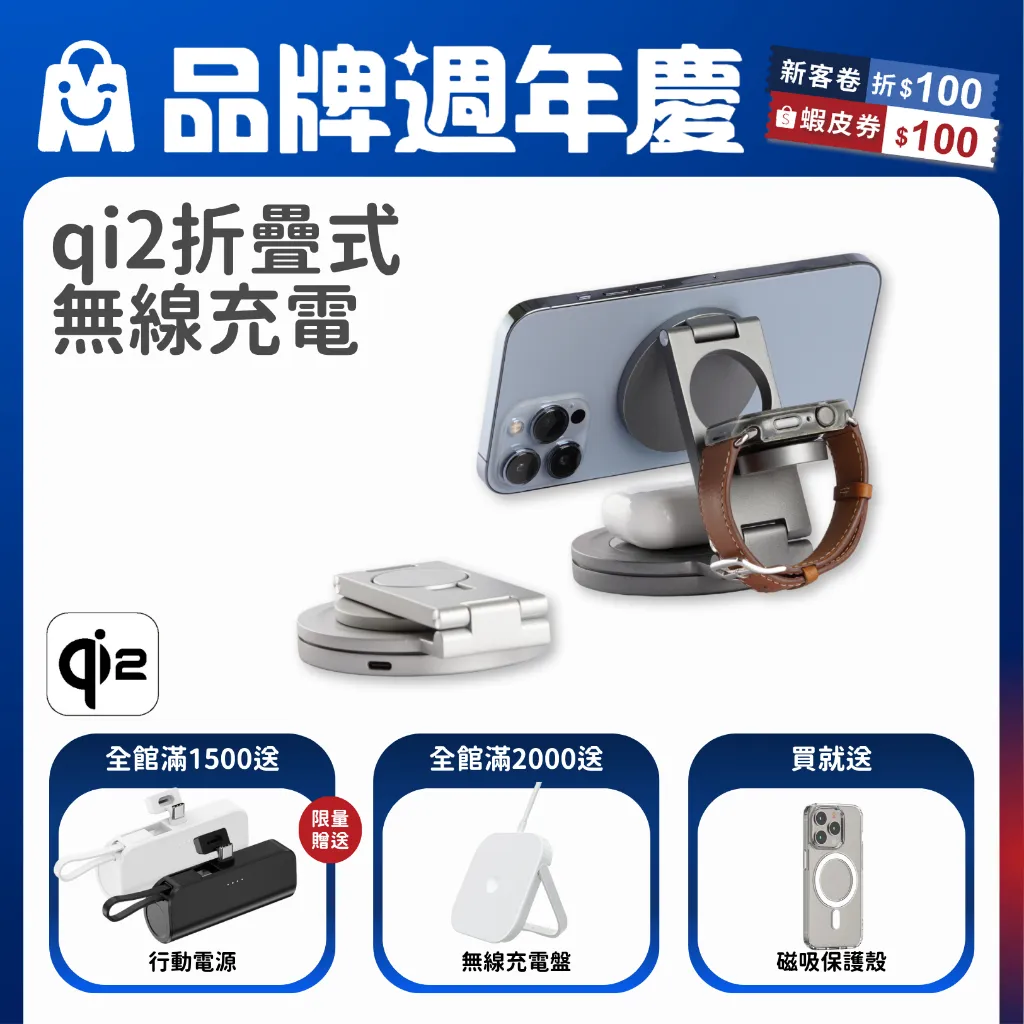 品牌週年慶
新客卷 折$100
蝦皮券 $100
qi2折疊式
無線充電
qi2
全館滿1500送
限量
贈送
行動電源
全館滿2000送
無線充電盤
買就送
磁吸保護殼